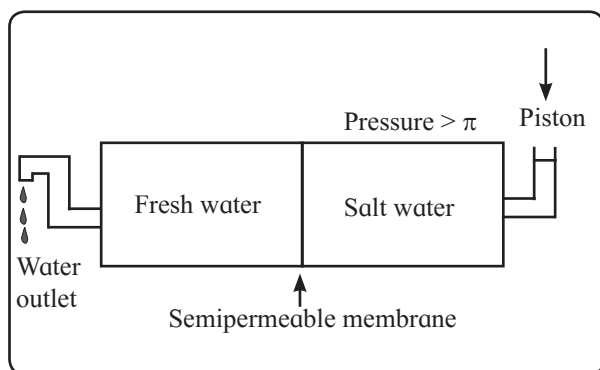 Pressure > π
Piston
Fresh water
Salt water
Water
outlet
Semipermeable membrane